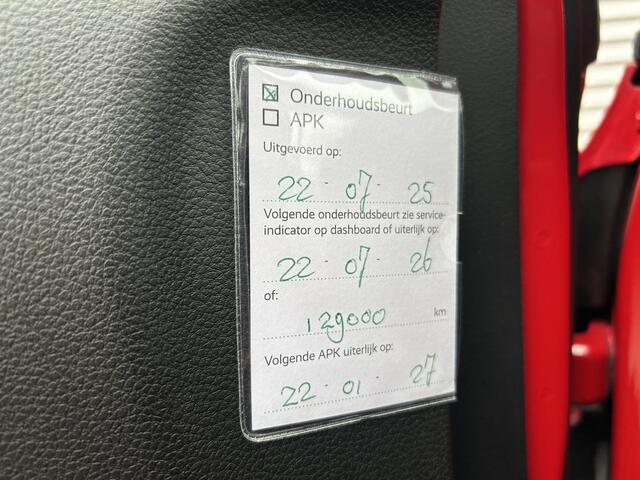 ☒ Onderhoudsbeurt
☐ APK
Uitgevoerd op:
22 - 07 - 25
Volgende onderhoudsbeurt zie service-
indicator op dashboard of uiterlijk op:
22 - 07 - 26
of:
129000 km
Volgende APK uiterlijk op:
22 - 01 - 27